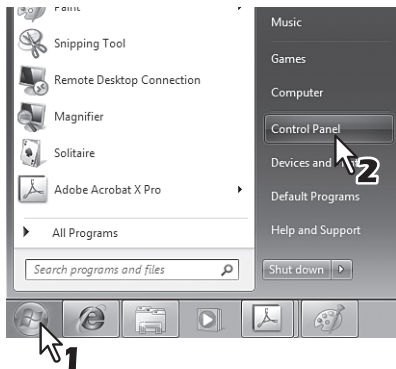 Paint
Snipping Tool
Remote Desktop Connection
Magnifier
Solitaire
Adobe Acrobat X Pro
All Programs
Search programs and files
Music
Games
Computer
Control Panel
Devices and
Default Programs
Help and Support
Shut down
1
2